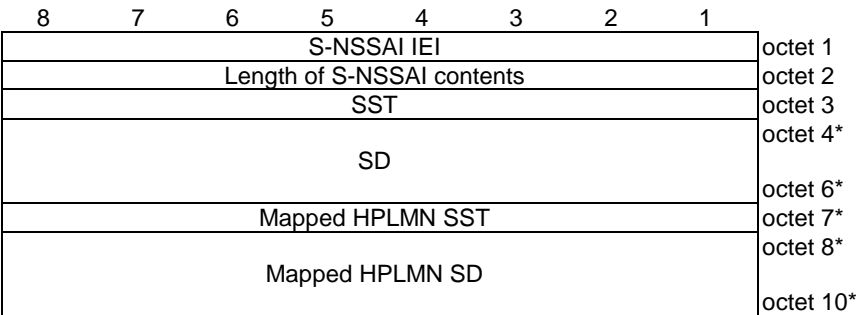 8 7 6 5 4 3 2 1
S-NSSAI IEI octet 1
Length of S-NSSAI contents octet 2
SST octet 3
octet 4*
SD
octet 6*
Mapped HPLMN SST octet 7*
octet 8*
Mapped HPLMN SD
octet 10*